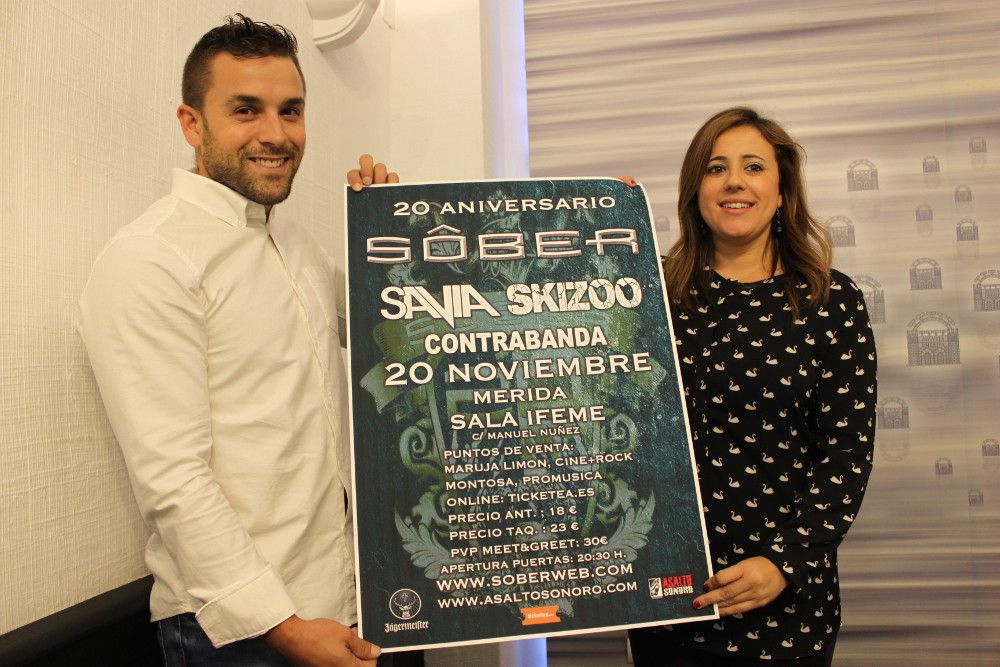 20 ANIVERSARIO
SÔBER
SAVIA SKIZOO
CONTRABANDA
20 NOVIEMBRE
MERIDA
SALA IFEME
C/ MANUEL NUÑEZ
PUNTOS DE VENTA:
MARUJA LIMON, CINE+ROCK
MONTOSA, PROMUSICA
ONLINE: TICKETEA.ES
PRECIO ANT. ; 18 €
PRECIO TAQ. : 23 €
PVP MEET&GREET: 30€
APERTURA PUERTAS: 20:30 H.
WWW.SOBERWEB.COM
WWW.ASALTOSONORO.COM
ASALTO
SONORO
Jägermeister